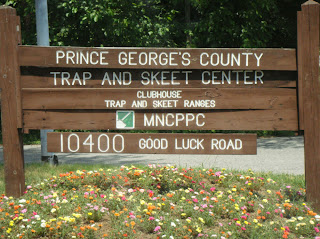 PRINCE GEORGE'S COUNTY
TRAP AND SKEET CENTER
CLUBHOUSE
TRAP AND SKEET RANGES
MNCPPC
10400 GOOD LUCK ROAD